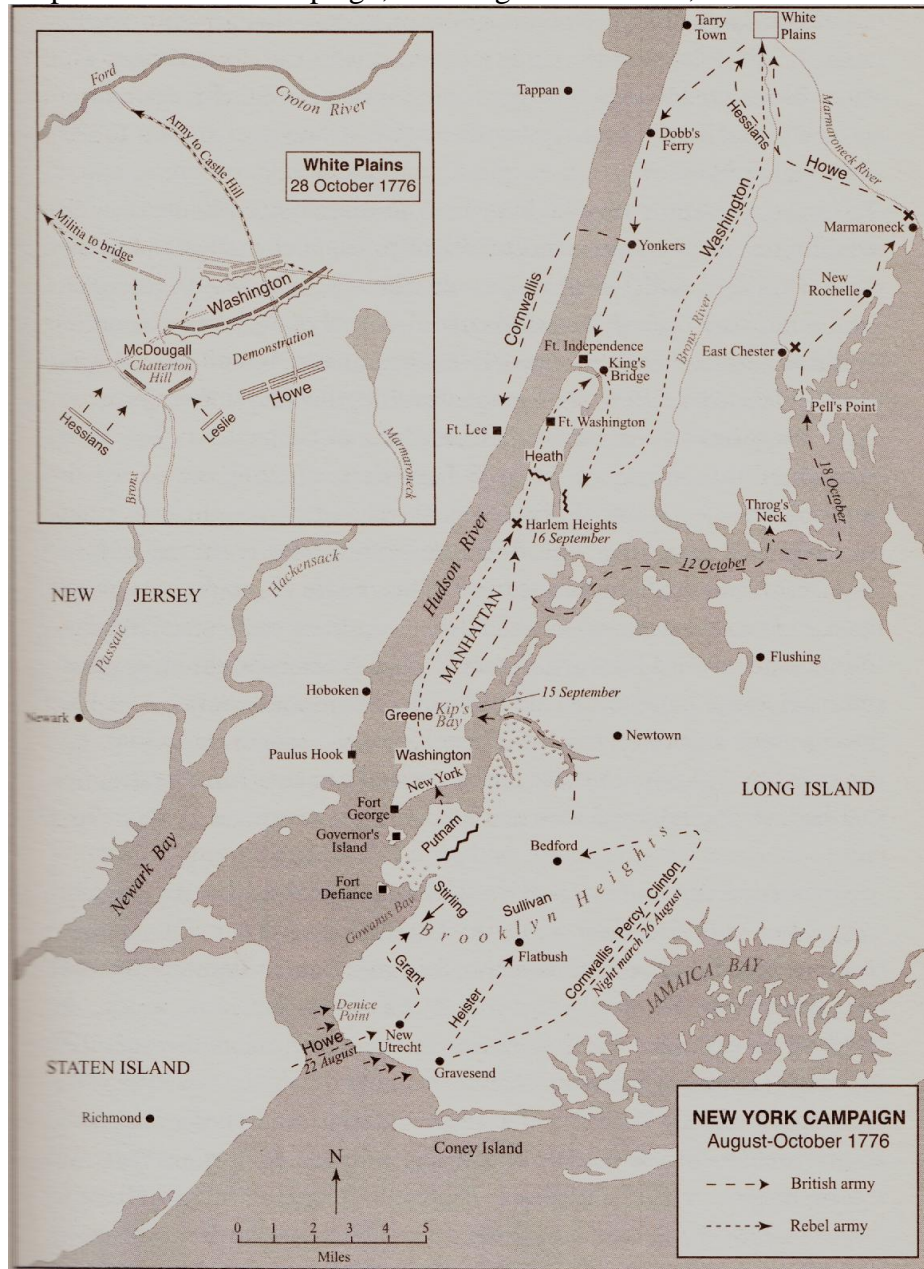 Ford
Croton River
Army to Castle Hill
White Plains
28 October 1776
Militia to bridge
Washington
McDougall
Chatterton
Hill
Demonstration
Howe
Hessians
Leslie
Bronx
Marmaroneck
Tarry
Town
White
Plains
Tappan
Dobb's
Ferry
Hessians
Howe
Marmaroneck River
Marmaroneck
Washington
Yonkers
Cornwallis
New
Rochelle
Bronx River
Ft. Independence
King's
Bridge
East Chester
Pell's Point
Ft. Lee
Ft. Washington
Heath
18 October
Throg's
Neck
Harlem Heights
16 September
12 October
Hudson River
Hackensack
NEW JERSEY
Passaic
MANHATTAN
Flushing
Hoboken
15 September
Newark
Greene
Kip's
Bay
Newtown
Paulus Hook
Washington
New York
LONG ISLAND
Fort
George
Governor's
Island
Putnam
Bedford
Newark Bay
Fort
Defiance
Stirling
Sullivan
Brooklyn Heights
Gowanus Bay
Flatbush
Cornwallis - Percy - Clinton
Night march 26 August
Grant
Heister
JAMAICA BAY
Denice
Point
Howe
22 August
New
Utrecht
Gravesend
STATEN ISLAND
Richmond
Coney Island
N
0 1 2 3 4 5
Miles
NEW YORK CAMPAIGN
August-October 1776
British army
Rebel army